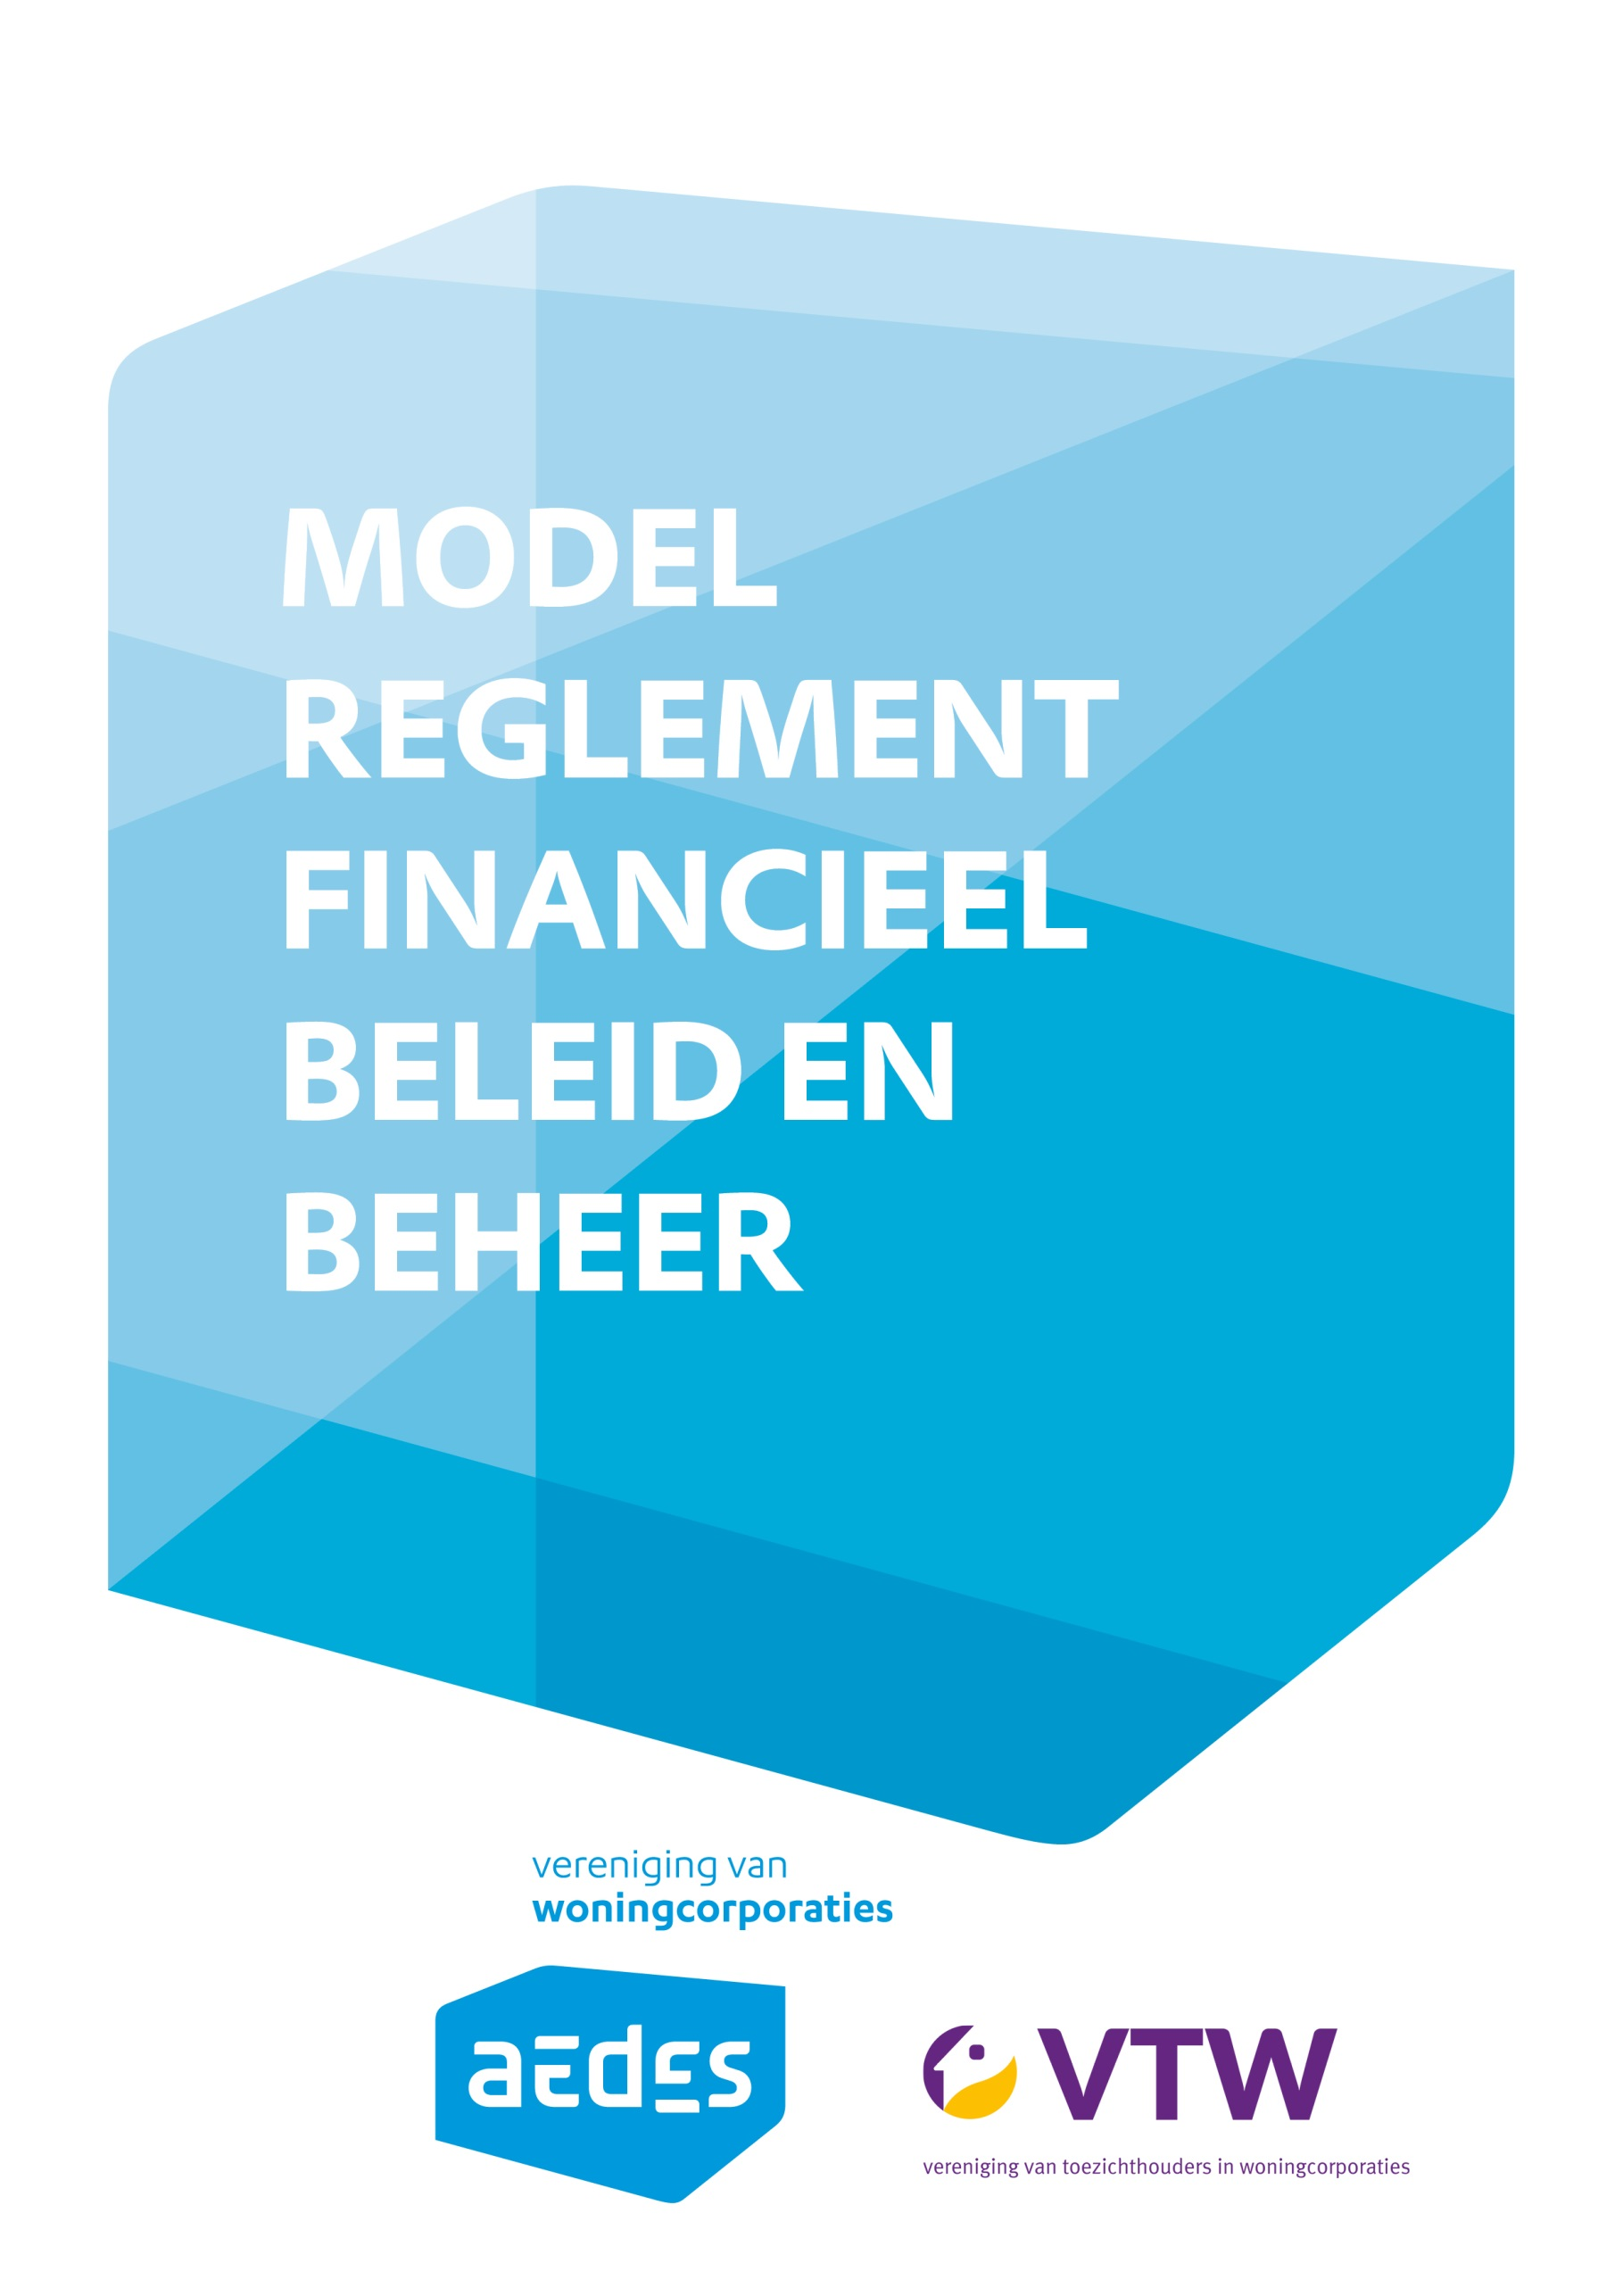 MODEL
REGLEMENT
FINANCIEEL
BELEID EN
BEHEER
vereniging van
woningcorporaties
aedes
VTW
vereniging van toezichthouders in woningcorporaties